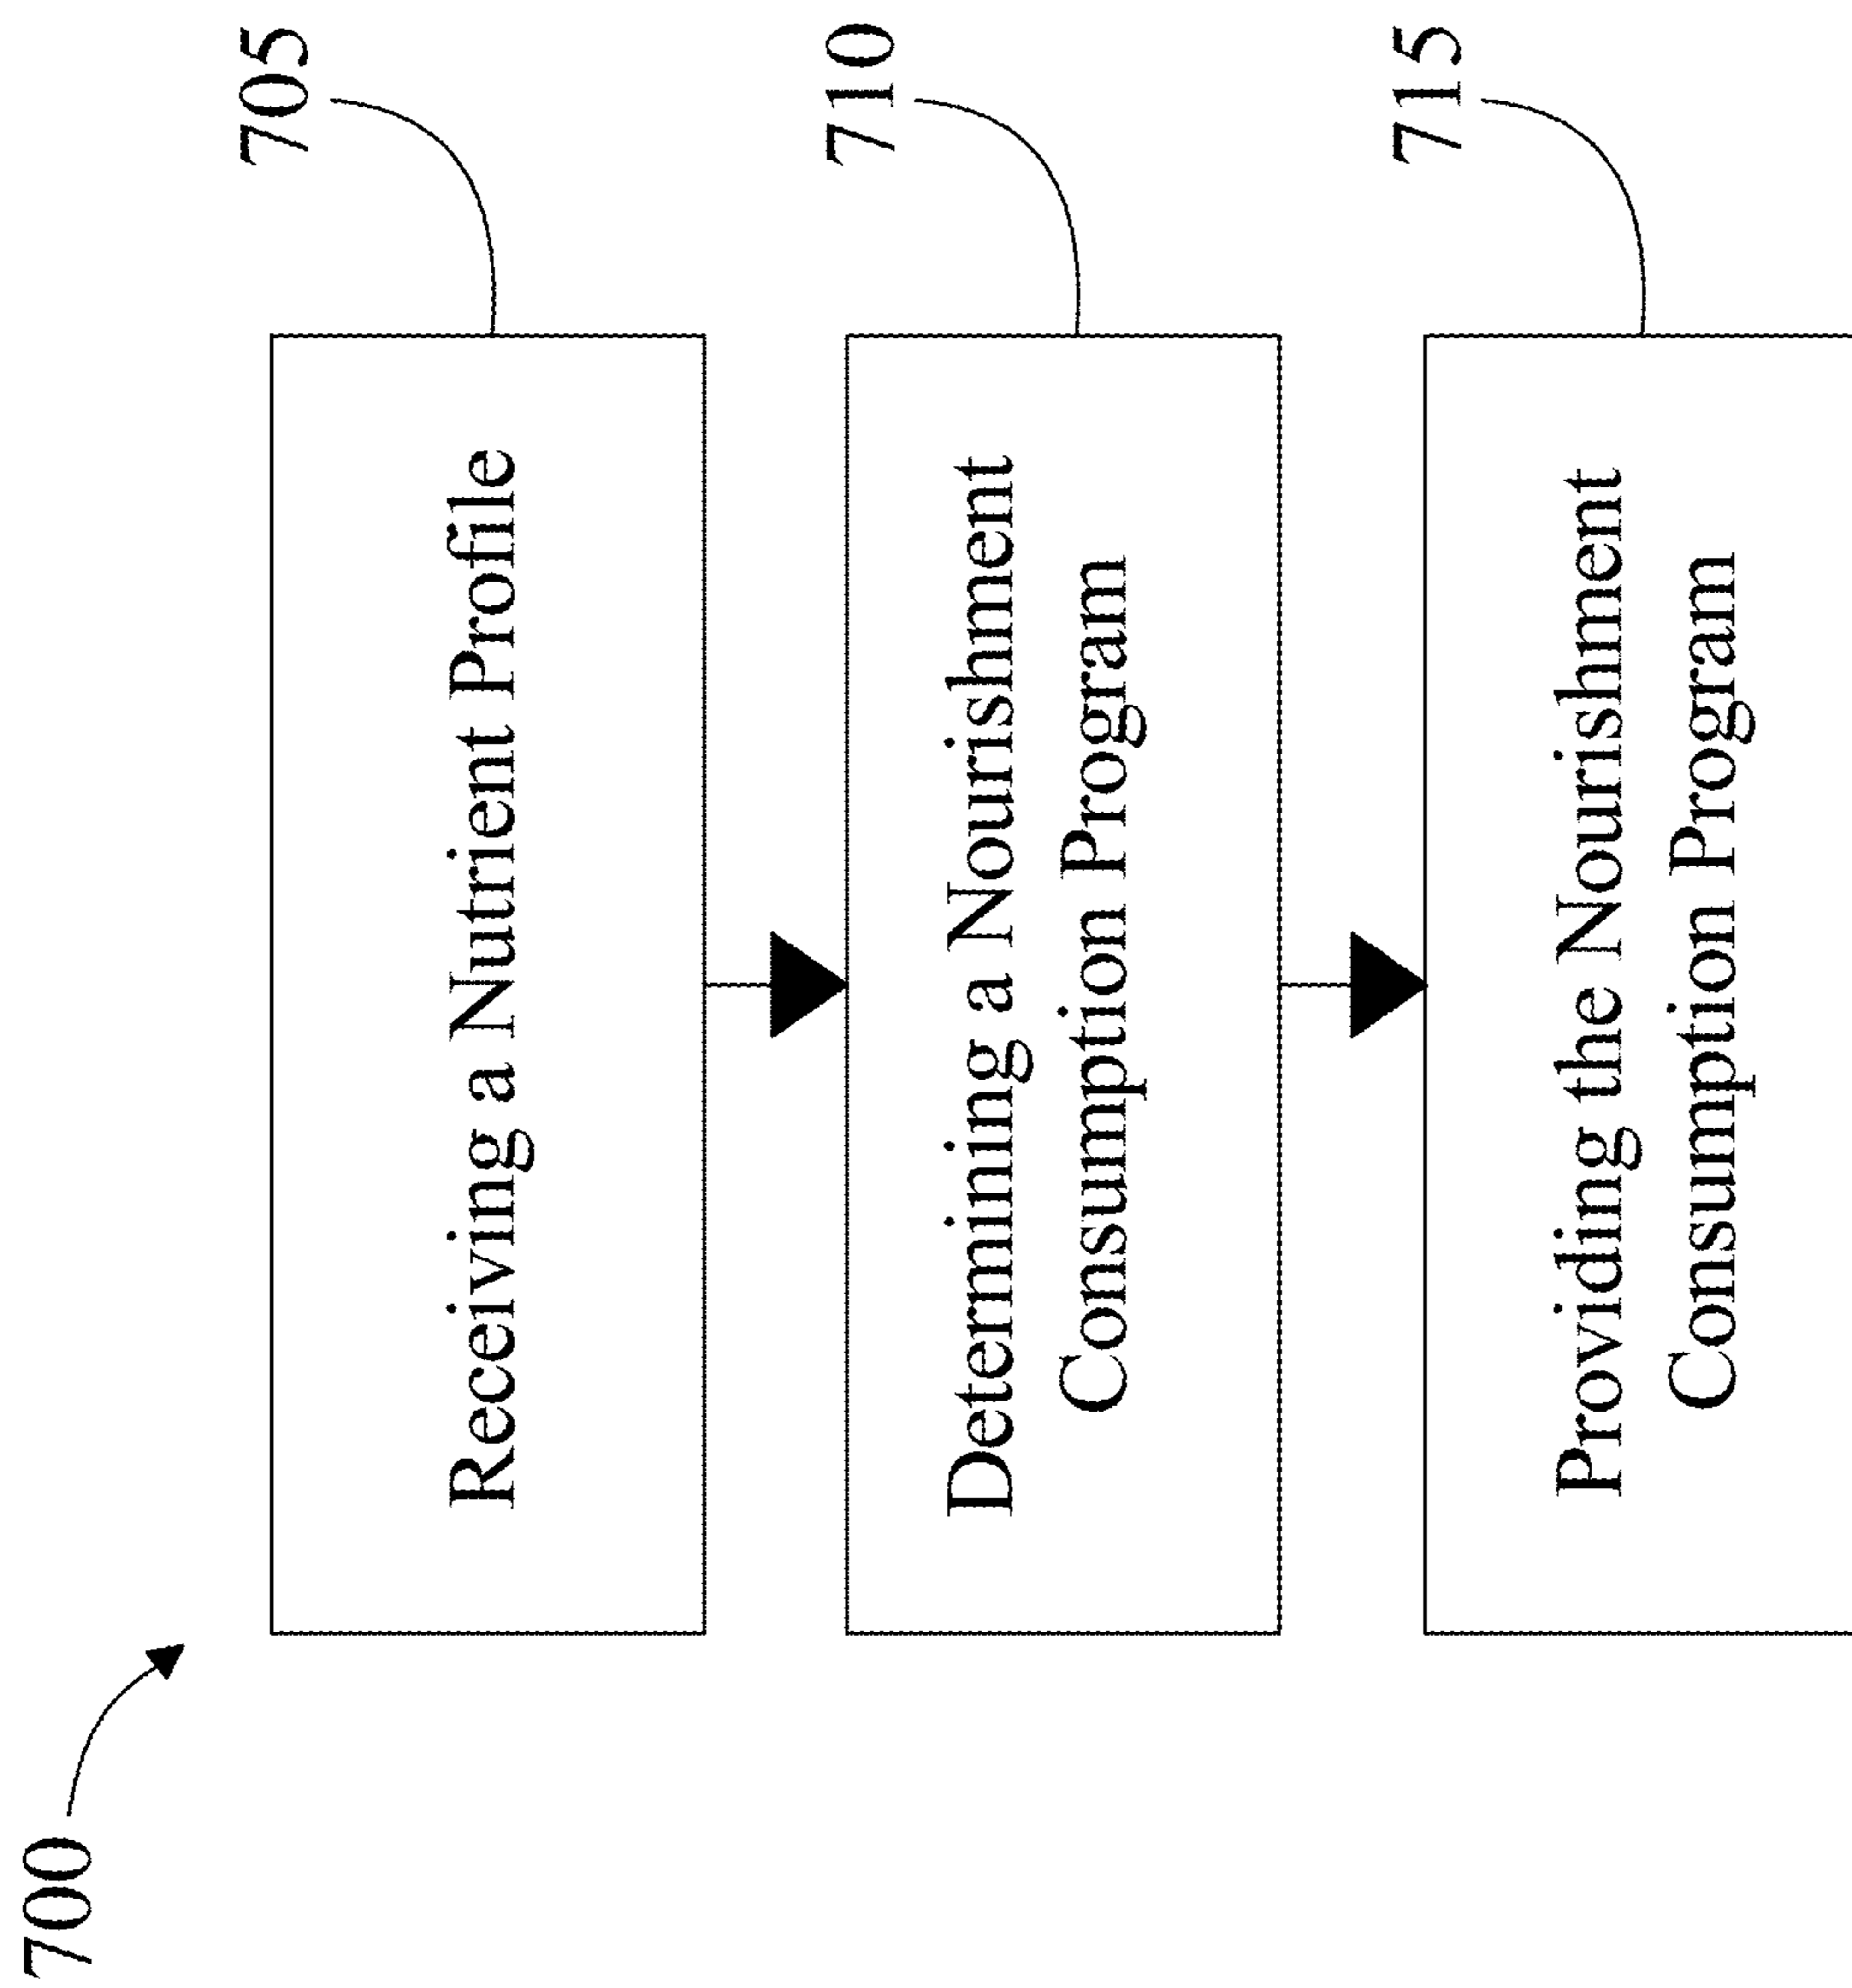 700
705
Receiving a Nutrient Profile
710
Determining a Nourishment
Consumption Program
715
Providing the Nourishment
Consumption Program